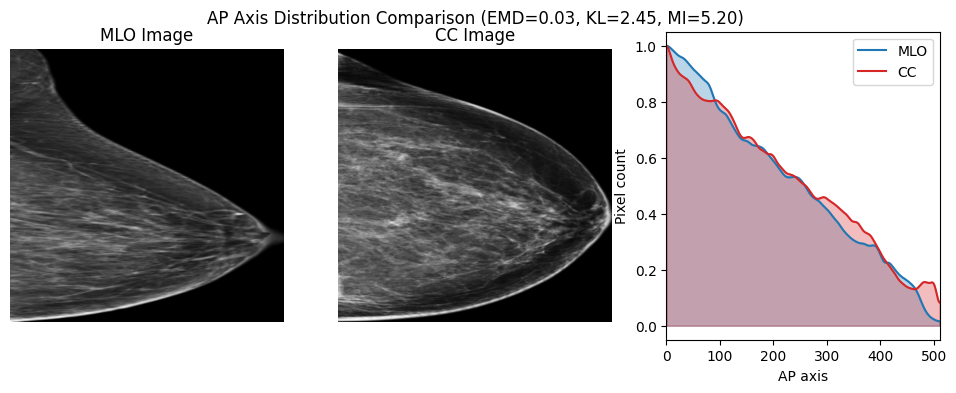 AP Axis Distribution Comparison (EMD=0.03, KL=2.45, MI=5.20)
MLO Image
CC Image
MLO
CC
Pixel count
1.0
0.8
0.6
0.4
0.2
0.0
0 100 200 300 400 500
AP axis